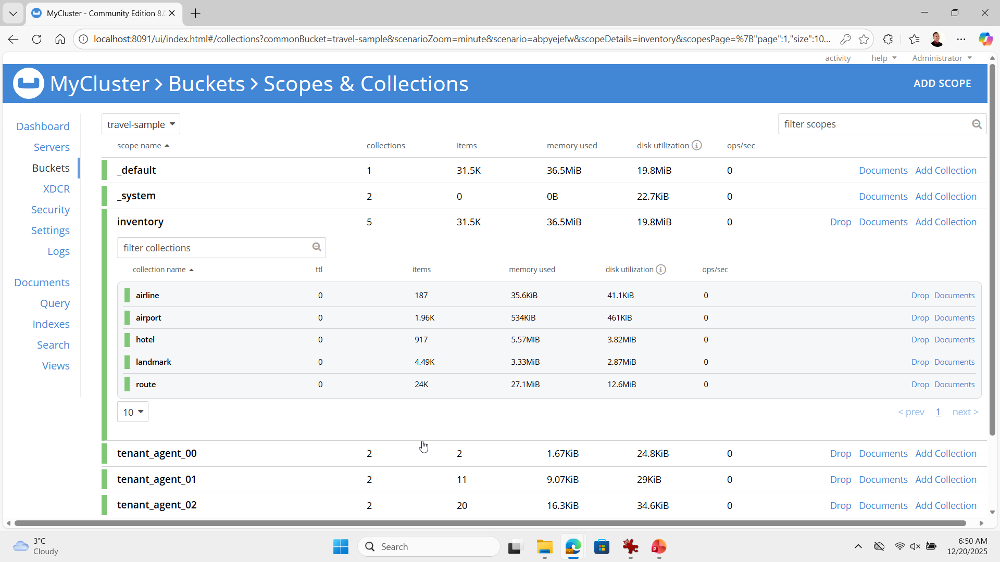 MyCluster - Community Edition 8.0
localhost:8091/ui/index.html#/collections?commonBucket=travel-sample&scenarioZoom=minute&scenario=abpyejefw&scopeDetails=inventory&scopesPage=%7B"page":1,"size":10...
activity help Administrator
MyCluster > Buckets > Scopes & Collections ADD SCOPE
Dashboard
Servers
Buckets
XDCR
Security
Settings
Logs
Documents
Query
Indexes
Search
Views
travel-sample filter scopes
scope name collections items memory used disk utilization ops/sec
_default 1 31.5K 36.5MiB 19.8MiB 0 Documents Add Collection
_system 2 0 0B 22.7KiB 0 Documents Add Collection
inventory 5 31.5K 36.5MiB 19.8MiB 0 Drop Documents Add Collection
filter collections
collection name ttl items memory used disk utilization ops/sec
airline 0 187 35.6KiB 41.1KiB 0 Drop Documents
airport 0 1.96K 534KiB 461KiB 0 Drop Documents
hotel 0 917 5.57MiB 3.82MiB 0 Drop Documents
landmark 0 4.49K 3.33MiB 2.87MiB 0 Drop Documents
route 0 24K 27.1MiB 12.6MiB 0 Drop Documents
10 < prev 1 next >
tenant_agent_00 2 2 1.67KiB 24.8KiB 0 Drop Documents Add Collection
tenant_agent_01 2 11 9.07KiB 29KiB 0 Drop Documents Add Collection
tenant_agent_02 2 20 16.3KiB 34.6KiB 0 Drop Documents Add Collection
3°C
Cloudy
Search
6:50 AM
12/20/2025